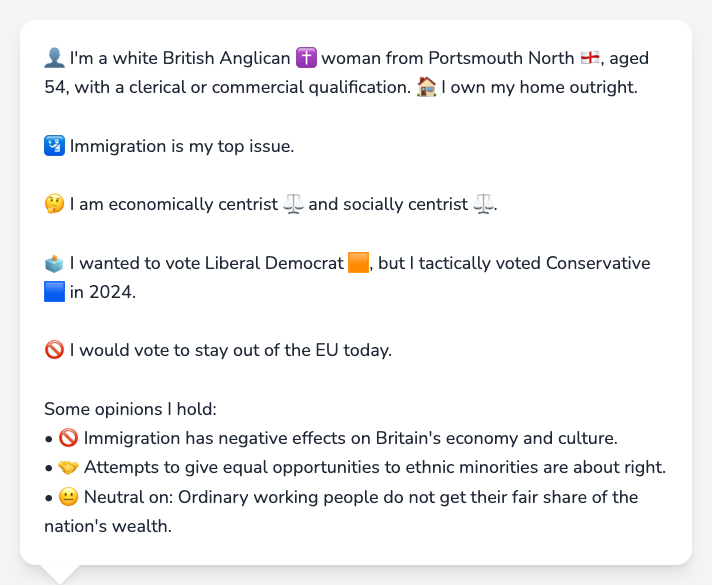 👤 I'm a white British Anglican ✝️ woman from Portsmouth North 🏴󠁧󠁢󠁥󠁮󠁧󠁿, aged
54, with a clerical or commercial qualification. 🏠 I own my home outright.
🛂 Immigration is my top issue.
🤔 I am economically centrist ⚖️ and socially centrist ⚖️.
🗳️ I wanted to vote Liberal Democrat 🟧, but I tactically voted Conservative
🟦 in 2024.
🚫 I would vote to stay out of the EU today.
Some opinions I hold:
• 🚫 Immigration has negative effects on Britain's economy and culture.
• 🤝 Attempts to give equal opportunities to ethnic minorities are about right.
• 😐 Neutral on: Ordinary working people do not get their fair share of the
nation's wealth.